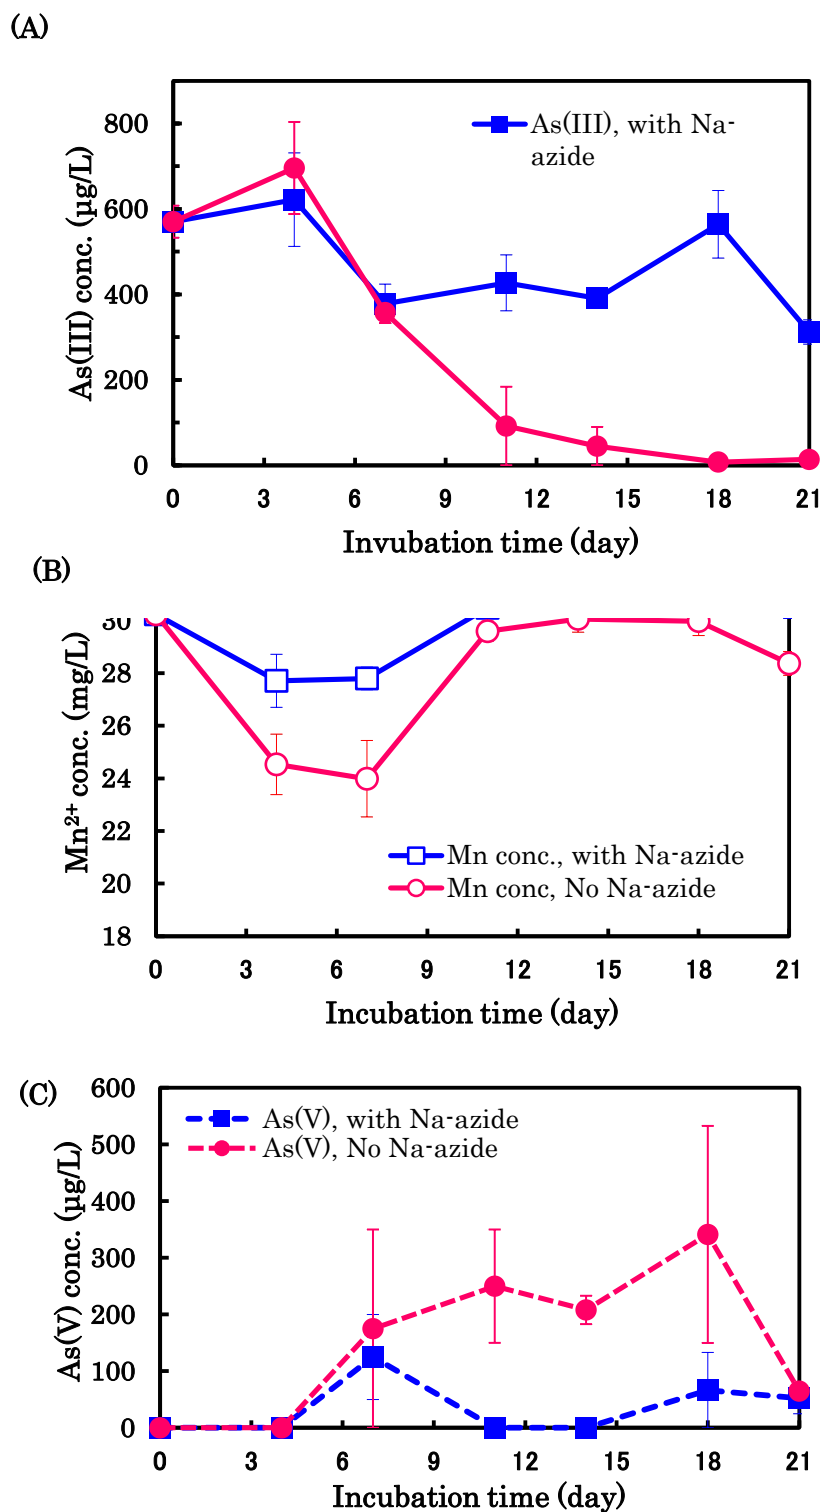 (A)
800
600
400
200
0
As(III) conc. (µg/L)
As(III), with Na-
azide
0 3 6 9 12 15 18 21
Invubation time (day)
(B)
30
28
26
24
22
20
18
Mn²⁺ conc. (mg/L)
Mn conc., with Na-azide
Mn conc, No Na-azide
0 3 6 9 12 15 18 21
Incubation time (day)
(C)
600
500
400
300
200
100
0
As(V) conc. (µg/L)
As(V), with Na-azide
As(V), No Na-azide
0 3 6 9 12 15 18 21
Incubation time (day)